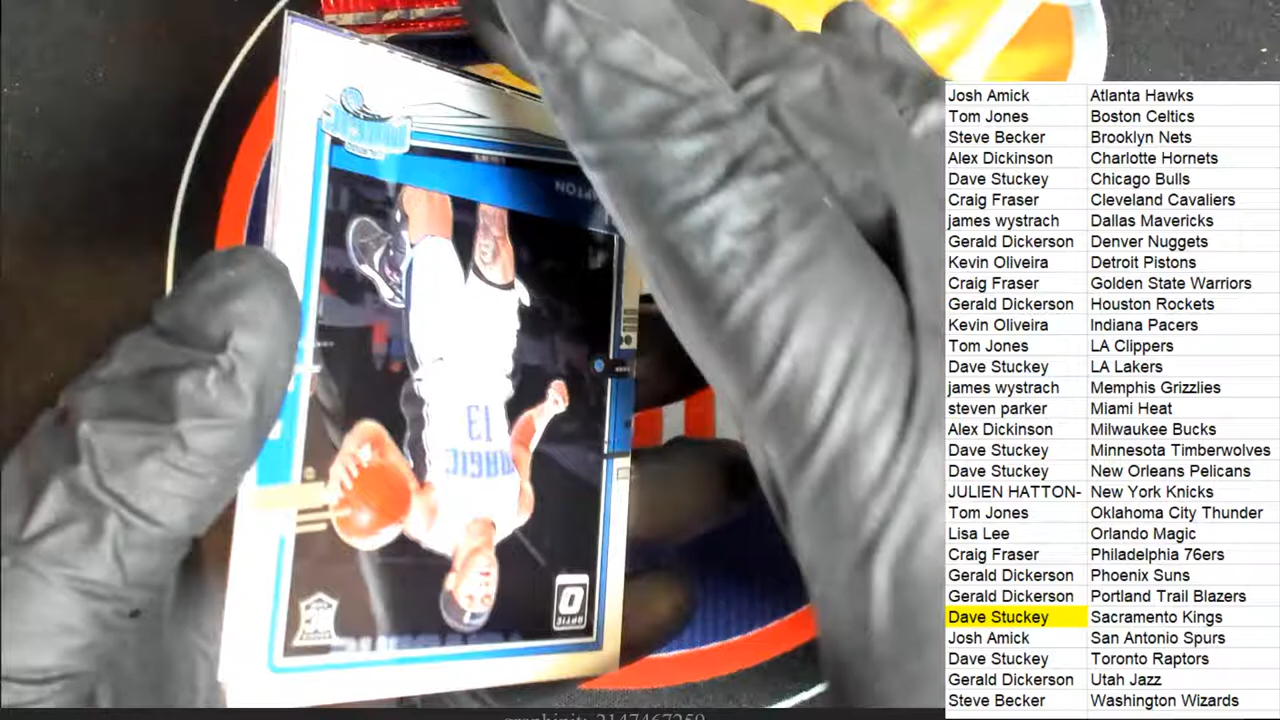 Josh Amick Atlanta Hawks
Tom Jones Boston Celtics
Steve Becker Brooklyn Nets
Alex Dickinson Charlotte Hornets
Dave Stuckey Chicago Bulls
Craig Fraser Cleveland Cavaliers
james wystrach Dallas Mavericks
Gerald Dickerson Denver Nuggets
Kevin Oliveira Detroit Pistons
Craig Fraser Golden State Warriors
Gerald Dickerson Houston Rockets
Kevin Oliveira Indiana Pacers
Tom Jones LA Clippers
Dave Stuckey LA Lakers
james wystrach Memphis Grizzlies
steven parker Miami Heat
Alex Dickinson Milwaukee Bucks
Dave Stuckey Minnesota Timberwolves
Dave Stuckey New Orleans Pelicans
JULIEN HATTON- New York Knicks
Tom Jones Oklahoma City Thunder
Lisa Lee Orlando Magic
Craig Fraser Philadelphia 76ers
Gerald Dickerson Phoenix Suns
Gerald Dickerson Portland Trail Blazers
Dave Stuckey Sacramento Kings
Josh Amick San Antonio Spurs
Dave Stuckey Toronto Raptors
Gerald Dickerson Utah Jazz
Steve Becker Washington Wizards
MAGIC
13
OPTIC